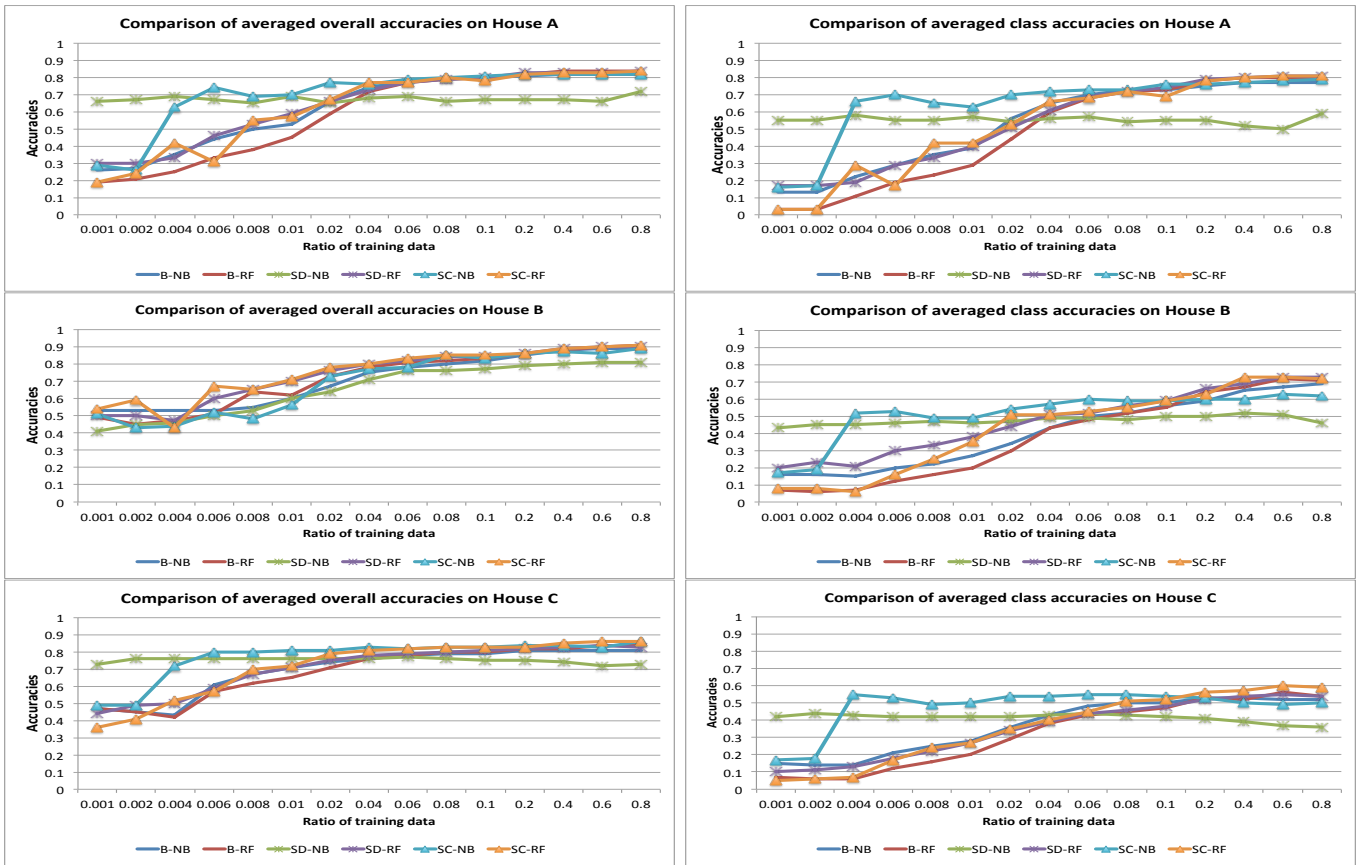 Comparison of averaged overall accuracies on House A
Accuracies
1
0.9
0.8
0.7
0.6
0.5
0.4
0.3
0.2
0.1
0
0.001 0.002 0.004 0.006 0.008 0.01 0.02 0.04 0.06 0.08 0.1 0.2 0.4 0.6 0.8
Ratio of training data
B-NB B-RF SD-NB SD-RF SC-NB SC-RF
Comparison of averaged class accuracies on House A
Accuracies
1
0.9
0.8
0.7
0.6
0.5
0.4
0.3
0.2
0.1
0
0.001 0.002 0.004 0.006 0.008 0.01 0.02 0.04 0.06 0.08 0.1 0.2 0.4 0.6 0.8
Ratio of training data
B-NB B-RF SD-NB SD-RF SC-NB SC-RF
Comparison of averaged overall accuracies on House B
Accuracies
1
0.9
0.8
0.7
0.6
0.5
0.4
0.3
0.2
0.1
0
0.001 0.002 0.004 0.006 0.008 0.01 0.02 0.04 0.06 0.08 0.1 0.2 0.4 0.6 0.8
Ratio of training data
B-NB B-RF SD-NB SD-RF SC-NB SC-RF
Comparison of averaged class accuracies on House B
Accuracies
1
0.9
0.8
0.7
0.6
0.5
0.4
0.3
0.2
0.1
0
0.001 0.002 0.004 0.006 0.008 0.01 0.02 0.04 0.06 0.08 0.1 0.2 0.4 0.6 0.8
Ratio of training data
B-NB B-RF SD-NB SD-RF SC-NB SC-RF
Comparison of averaged overall accuracies on House C
Accuracies
1
0.9
0.8
0.7
0.6
0.5
0.4
0.3
0.2
0.1
0
0.001 0.002 0.004 0.006 0.008 0.01 0.02 0.04 0.06 0.08 0.1 0.2 0.4 0.6 0.8
Ratio of training data
B-NB B-RF SD-NB SD-RF SC-NB SC-RF
Comparison of averaged class accuracies on House C
Accuracies
1
0.9
0.8
0.7
0.6
0.5
0.4
0.3
0.2
0.1
0
0.001 0.002 0.004 0.006 0.008 0.01 0.02 0.04 0.06 0.08 0.1 0.2 0.4 0.6 0.8
Ratio of training data
B-NB B-RF SD-NB SD-RF SC-NB SC-RF